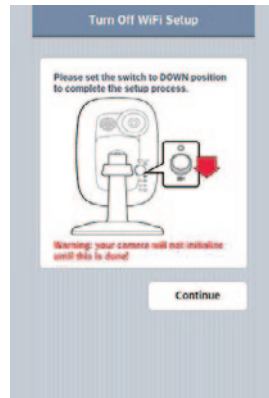 Turn Off WiFi Setup
Please set the switch to DOWN position
to complete the setup process.
Warning: your camera will not initialize
until this is done!
Continue